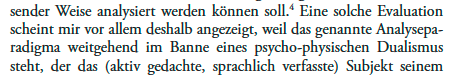 sender Weise analysiert werden können soll.⁴ Eine solche Evaluation
scheint mir vor allem deshalb angezeigt, weil das genannte Analysepa-
radigma weitgehend im Banne eines psycho-physischen Dualismus
steht, der das (aktiv gedachte, sprachlich verfasste) Subjekt seinem